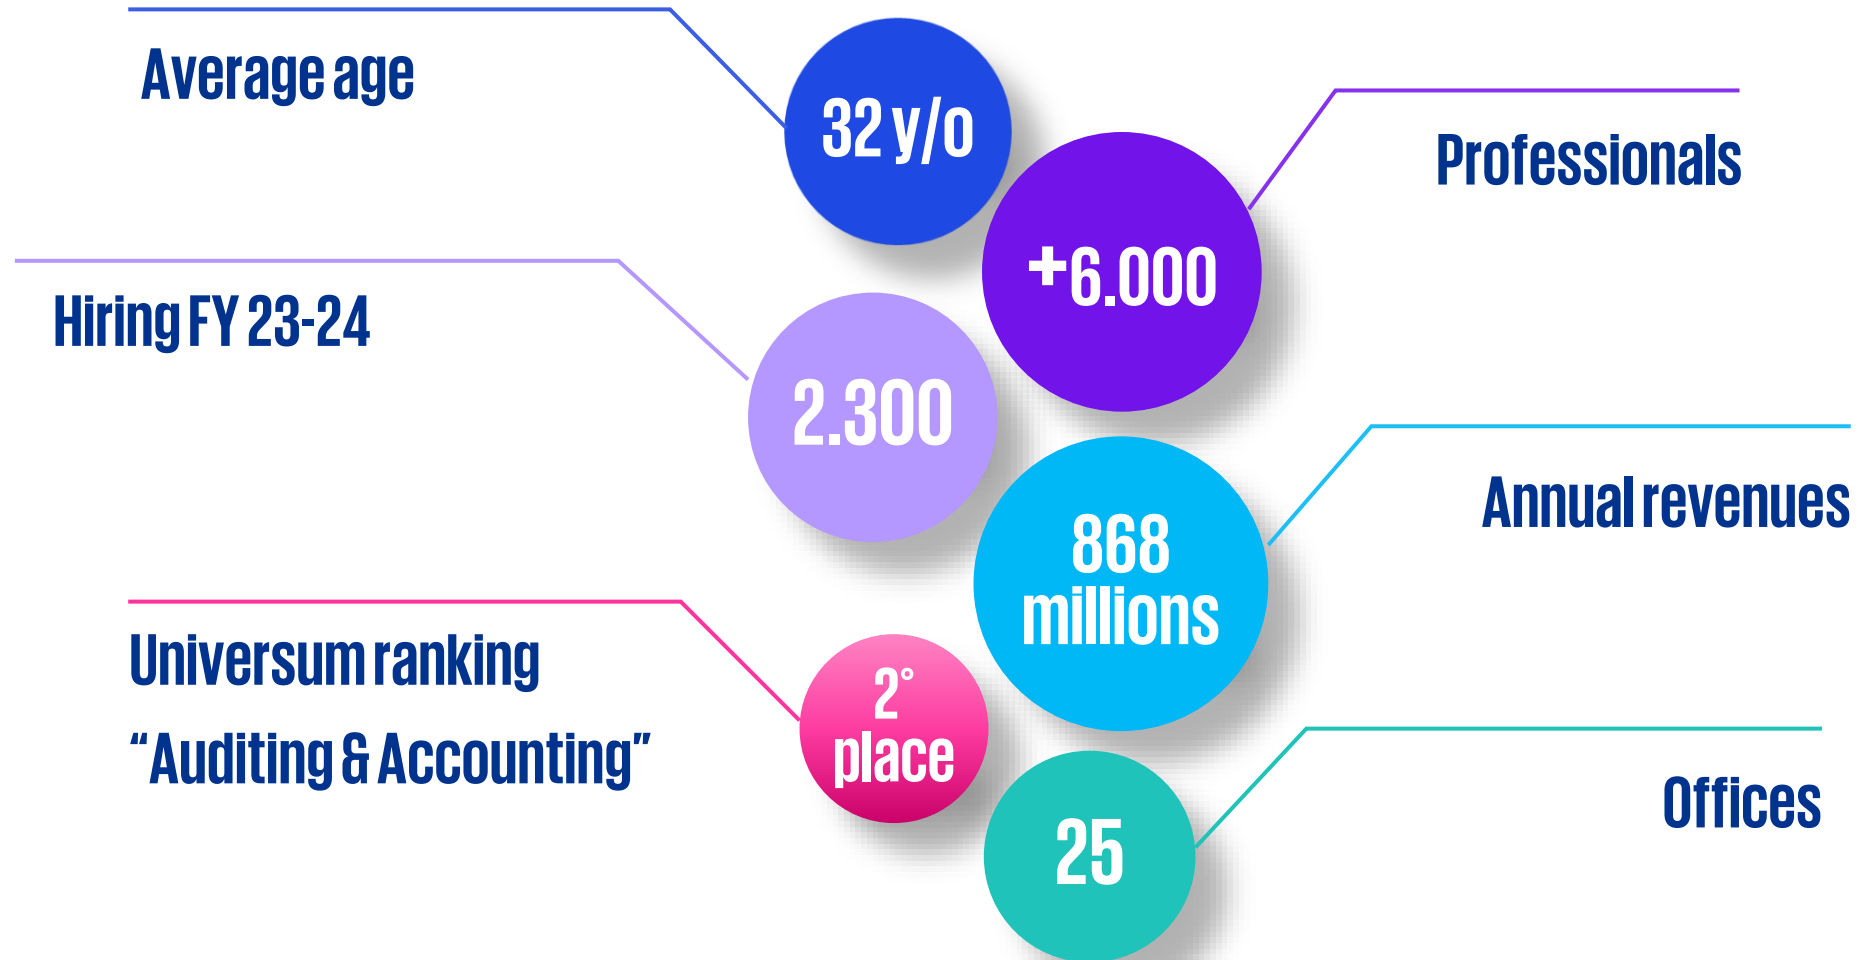 Average age
32 y/o
Professionals
+6.000
Hiring FY 23-24
2.300
Annual revenues
868
millions
Universum ranking
“Auditing & Accounting”
2°
place
Offices
25